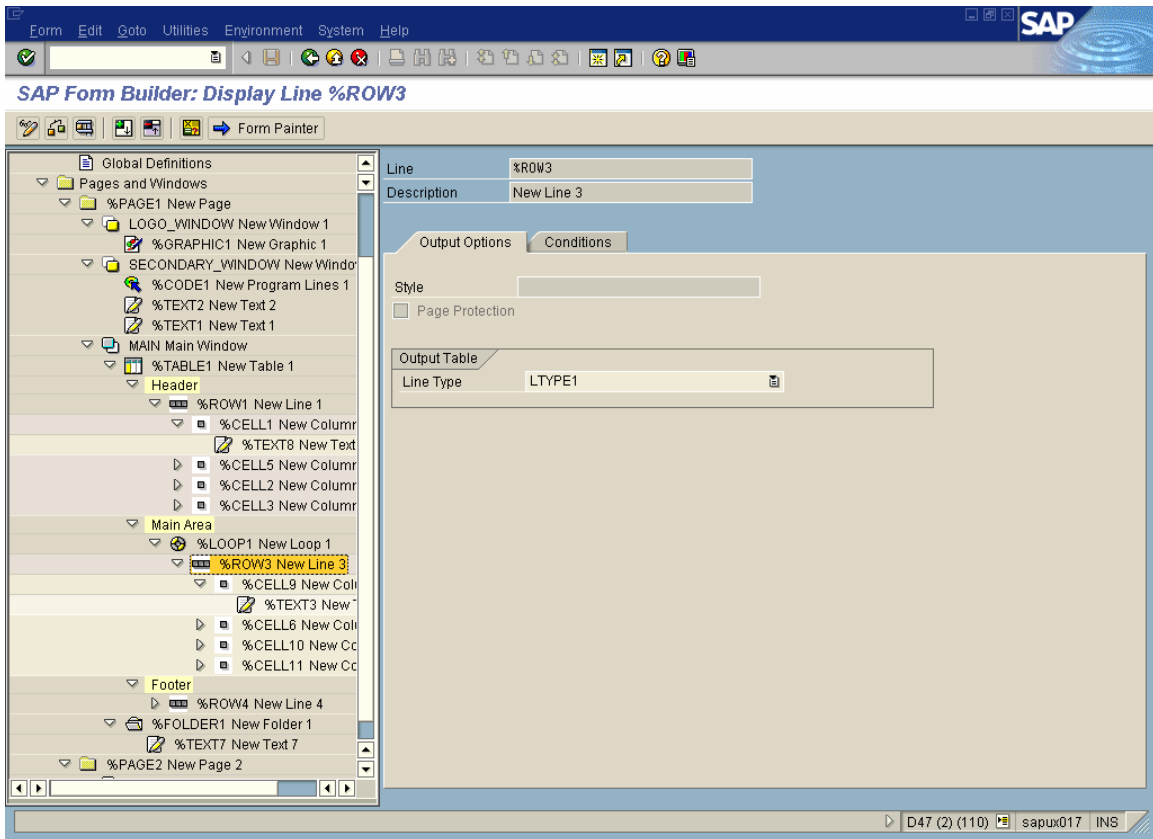 Form Edit Goto Utilities Environment System Help
SAP
SAP Form Builder: Display Line %ROW3
Form Painter
Global Definitions
Pages and Windows
%PAGE1 New Page
LOGO_WINDOW New Window 1
%GRAPHIC1 New Graphic 1
SECONDARY_WINDOW New Windo
%CODE1 New Program Lines 1
%TEXT2 New Text 2
%TEXT1 New Text 1
MAIN Main Window
%TABLE1 New Table 1
Header
%ROW1 New Line 1
%CELL1 New Column
%TEXT8 New Text
%CELL5 New Column
%CELL2 New Column
%CELL3 New Column
Main Area
%LOOP1 New Loop 1
%ROW3 New Line 3
%CELL9 New Colu
%TEXT3 New T
%CELL6 New Colu
%CELL10 New Co
%CELL11 New Co
Footer
%ROW4 New Line 4
%FOLDER1 New Folder 1
%TEXT7 New Text 7
%PAGE2 New Page 2
Line %ROW3
Description New Line 3
Output Options Conditions
Style
Page Protection
Output Table
Line Type LTYPE1
D47 (2) (110) sapux017 INS